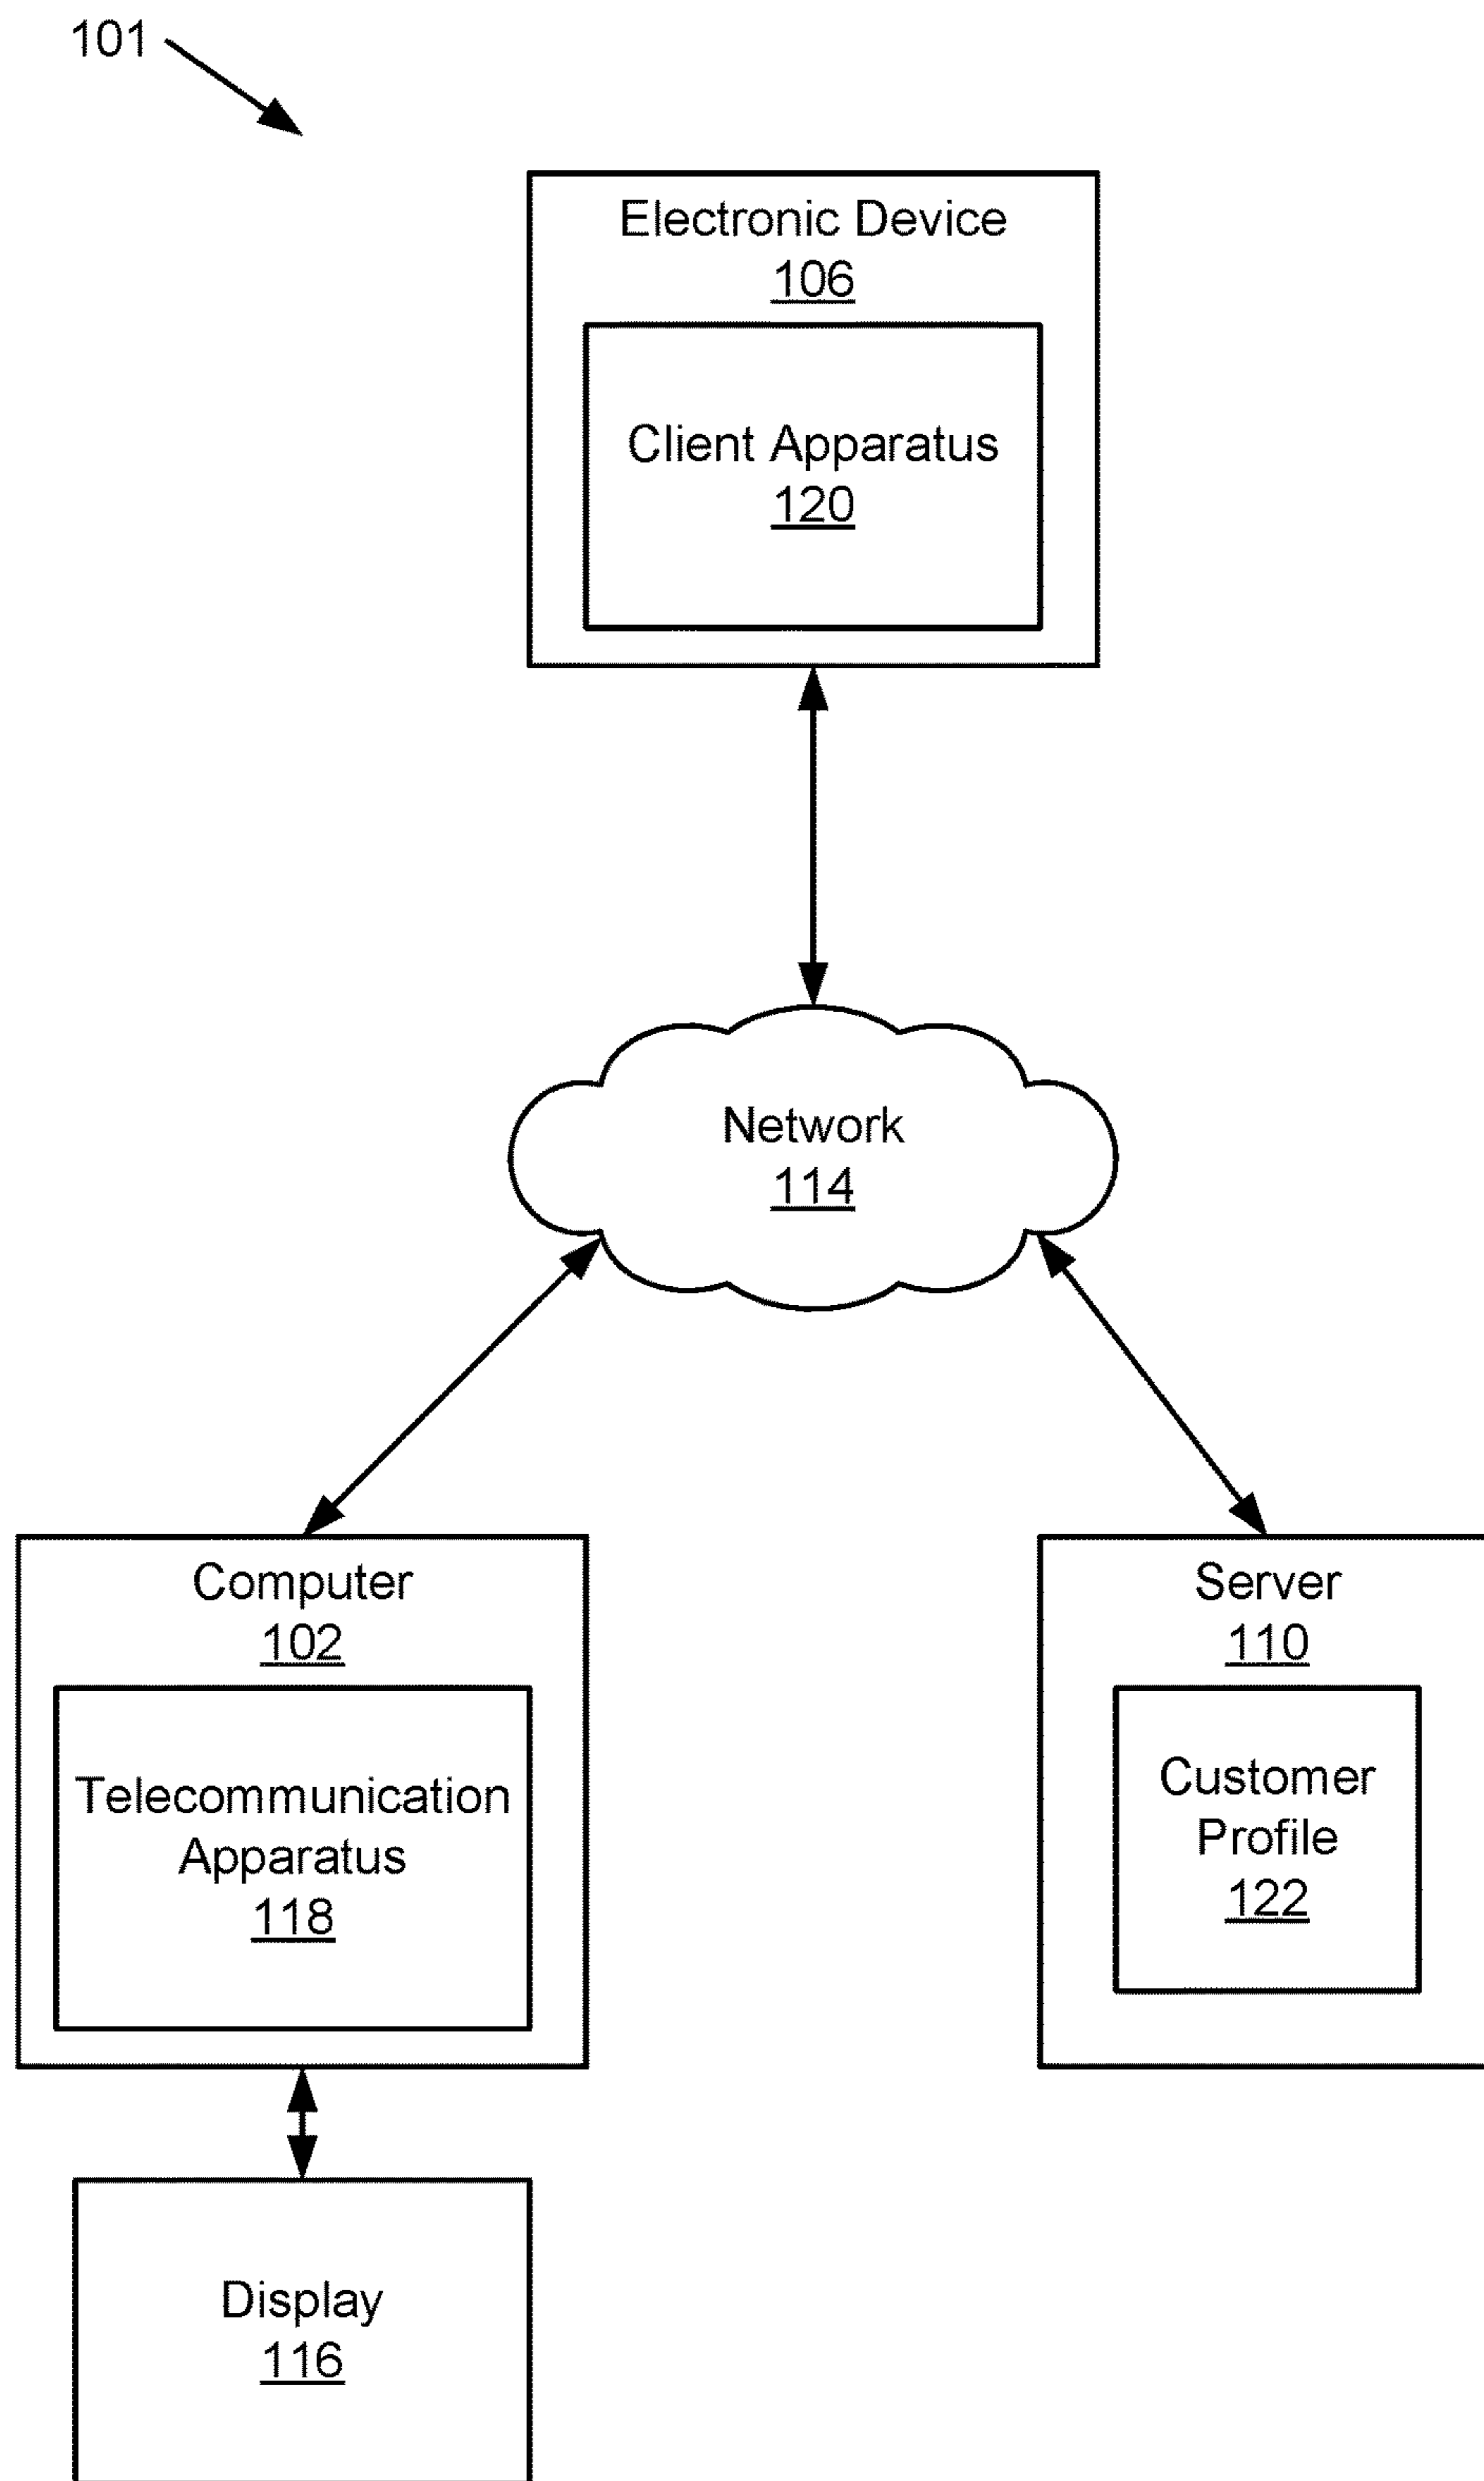 101
Electronic Device
106
Client Apparatus
120
Network
114
Computer
102
Telecommunication
Apparatus
118
Server
110
Customer
Profile
122
Display
116